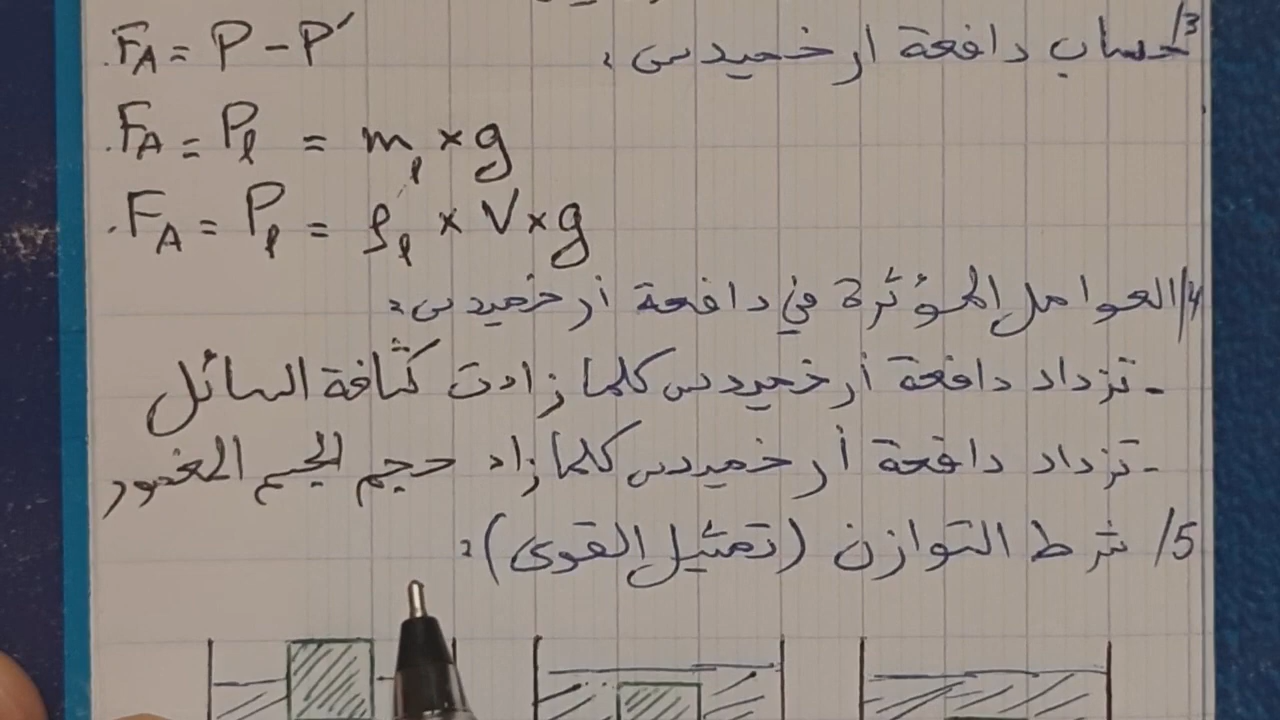 3/ حساب دافعة ارخميدس:
.F_A = P - P'
.F_A = P_l = m_l × g
.F_A = P_l = ρ_l × V × g
4/ العوامل المؤثرة في دافعة أرخميدس:
- تزداد دافعة أرخميدس كلما زادت كثافة السائل
- تزداد دافعة أرخميدس كلما زاد حجم الجسم المغمور
5/ شرط التوازن (تمثيل القوى):